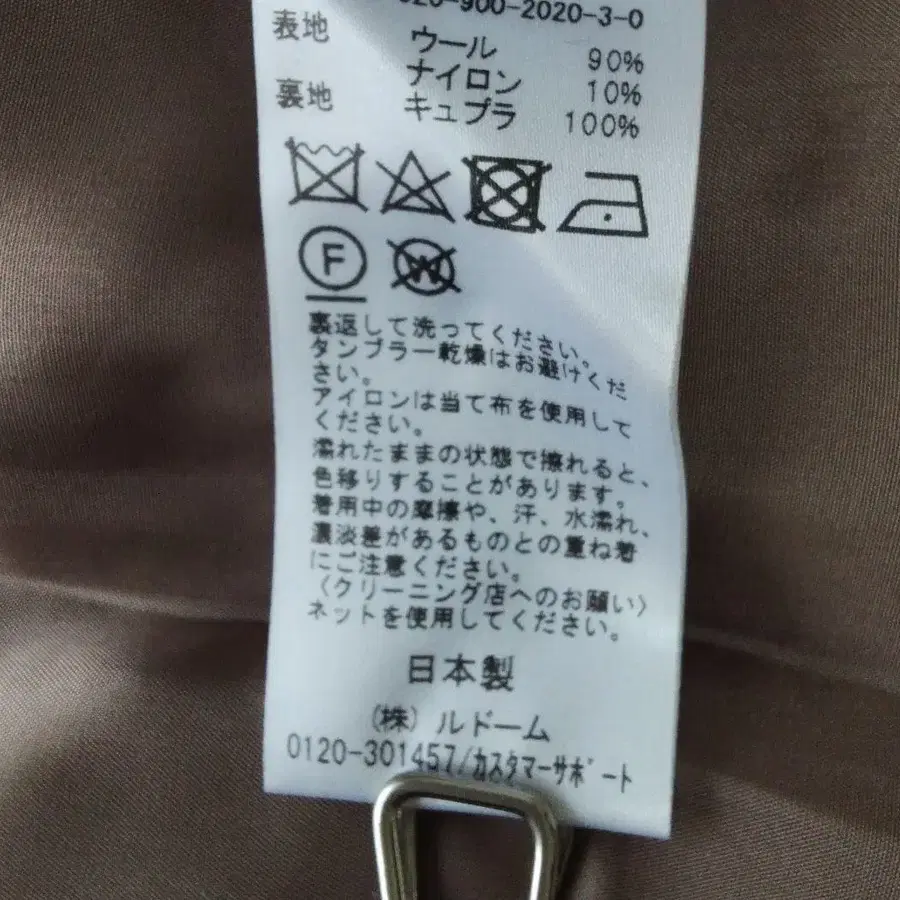 20-900-2020-3-0
表地 ウール 90%
ナイロン 10%
裏地 キュプラ 100%
F
W
裏返して洗ってください。
タンブラー乾燥はお避けくだ
さい。
アイロンは当て布を使用して
ください。
濡れたままの状態で擦れると、
色移りすることがあります。
着用中の摩擦や、汗、水濡れ、
濃淡差があるものとの重ね着
にご注意ください。
〈クリーニング店へのお願い〉
ネットを使用してください。
日本製
(株)ルドーム
0120-301457/カスタマーサポート